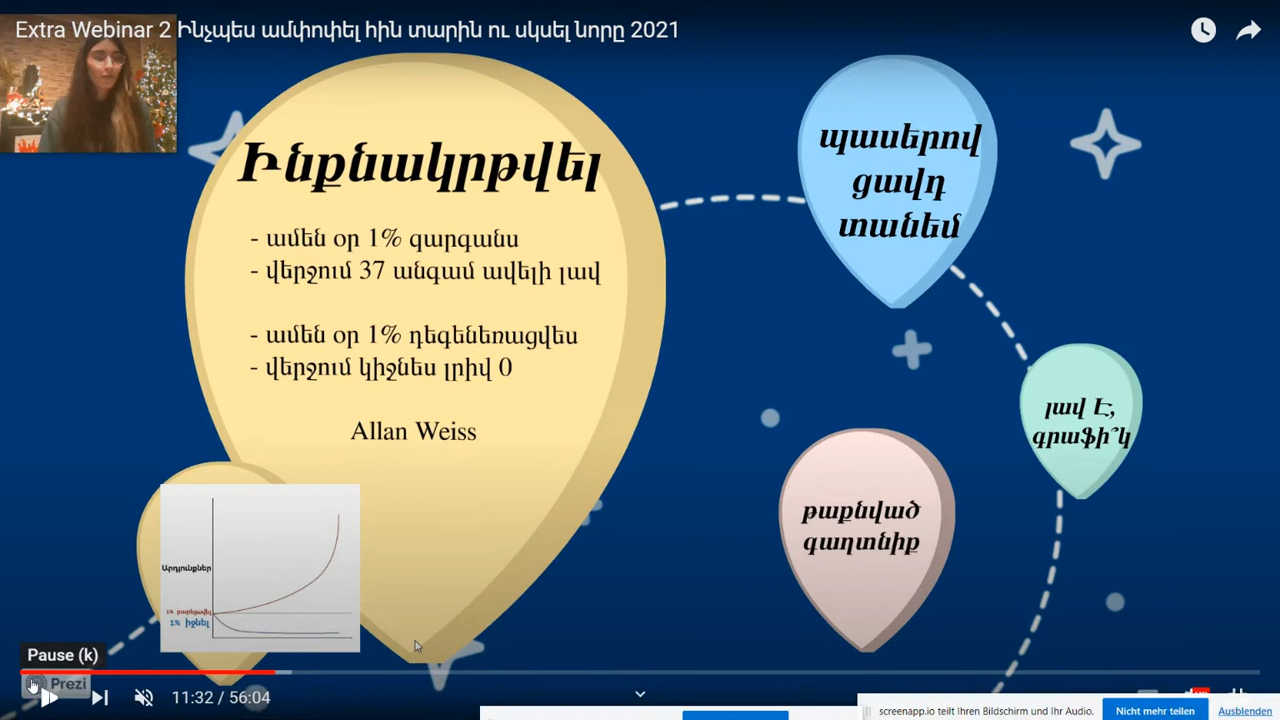 Extra Webinar 2 Ինչպես ամփոփել հին տարին ու սկսել նորը 2021
Ինքնակրթվել
- ամեն օր 1% զարգանս
- վերջում 37 անգամ ավելի լավ
- ամեն օր 1% դեգեներացվես
- վերջում կիջնես լրիվ 0
Allan Weiss
պասերով
ցավդ
տանեմ
լավ Է,
գրաֆի՞կ
թաքնված
գաղտնիք
Արդյունքներ
1% բարելավել
1% իջնել
Pause (k)
Prezi
11:32 / 56:04
screenapp.io teilt Ihren Bildschirm und Ihr Audio.
Nicht mehr teilen
Ausblenden